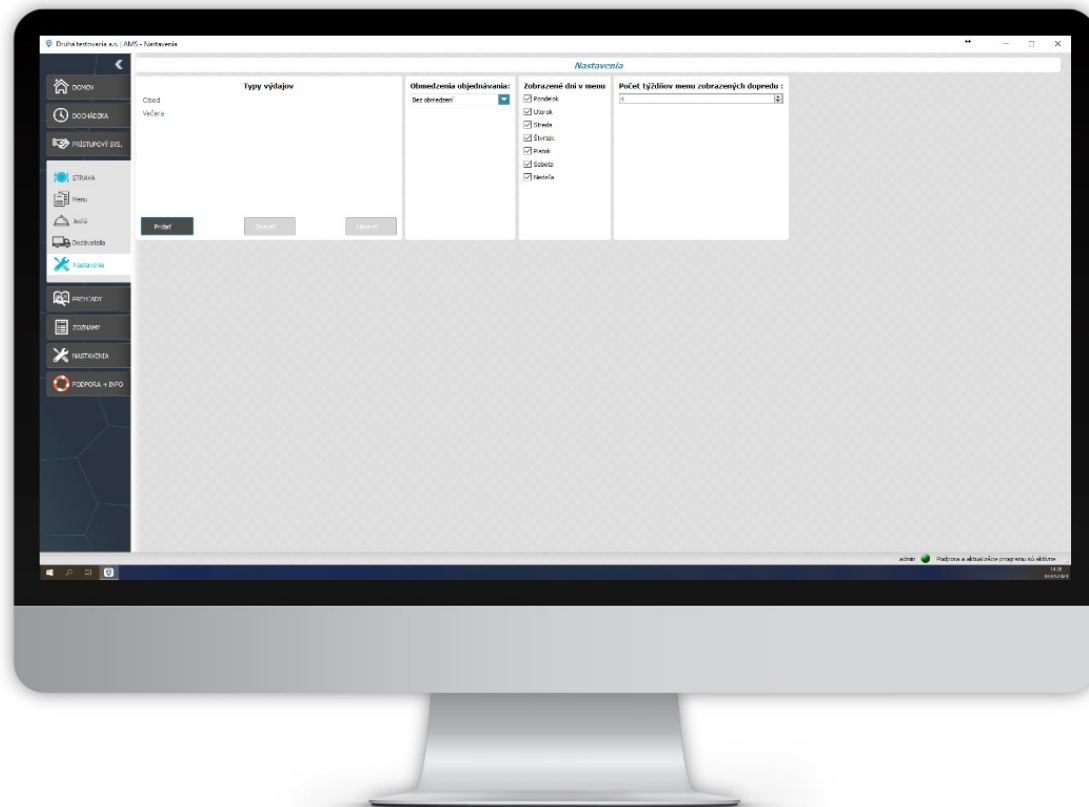 Druhá testovacia a.s. | AMS - Nastavenia
Nastavenia
DOMOV
DOCHÁDZKA
PRÍSTUPOVÝ SYS.
STRAVA
Menu
Jedlá
Dodávatelia
Nastavenia
PREHĽADY
ZOZNAMY
NASTAVENIA
PODPORA + INFO
Typy výdajov
Obed
Večera
Pridať
Upraviť
Obmedzenia objednávania:
Bez obmedzení
Zobrazené dni v menu
Pondelok
Utorok
Streda
Štvrtok
Piatok
Sobota
Nedeľa
Počet týždňov menu zobrazených dopredu :
admin
Podpora a aktualizácie programu sú aktívne